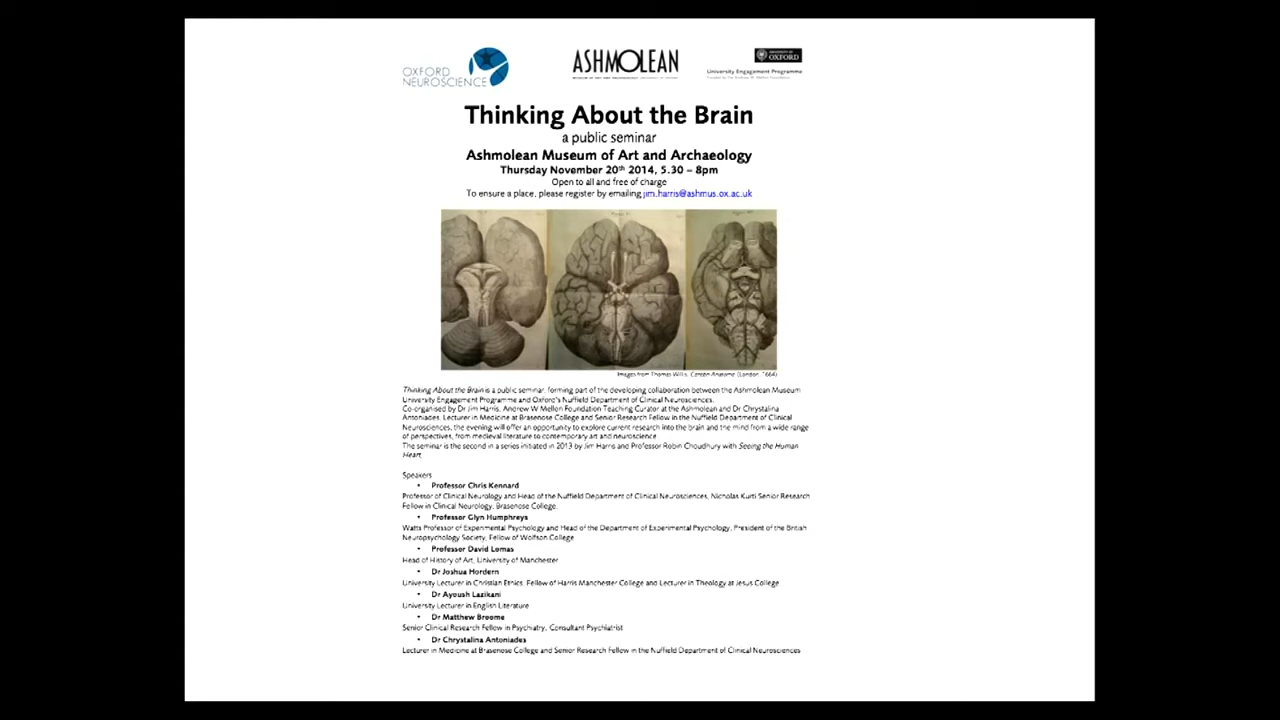 OXFORD
NEUROSCIENCE
ASHMOLEAN
UNIVERSITY OF
OXFORD
University Engagement Programme
Thinking About the Brain
a public seminar
Ashmolean Museum of Art and Archaeology
Thursday November 20th 2014, 5.30 – 8pm
Open to all and free of charge
To ensure a place, please register by emailing jim.harris@ashmus.ox.ac.uk
Images from Thomas Willis, Cerebri Anatome (London, 1664)
Thinking About the Brain is a public seminar, forming part of the developing collaboration between the Ashmolean Museum
University Engagement Programme and Oxford's Nuffield Department of Clinical Neurosciences.
Co-organised by Dr Jim Harris, Andrew W Mellon Foundation Teaching Curator at the Ashmolean and Dr Chrystalina
Antoniades, Lecturer in Medicine at Brasenose College and Senior Research Fellow in the Nuffield Department of Clinical
Neurosciences, the evening will offer an opportunity to explore current research into the brain and the mind from a wide range
of perspectives, from medieval literature to contemporary art and neuroscience
The seminar is the second in a series initiated in 2013 by Jim Harris and Professor Robin Choudhury with Seeing the Human
Heart.
Speakers
• Professor Chris Kennard
Professor of Clinical Neurology and Head of the Nuffield Department of Clinical Neurosciences, Nicholas Kurti Senior Research
Fellow in Clinical Neurology, Brasenose College.
• Professor Glyn Humphreys
Watts Professor of Experimental Psychology and Head of the Department of Experimental Psychology, President of the British
Neuropsychology Society, Fellow of Wolfson College
• Professor David Lomas
Head of History of Art, University of Manchester
• Dr Joshua Hordern
University Lecturer in Christian Ethics, Fellow of Harris Manchester College and Lecturer in Theology at Jesus College
• Dr Ayoush Lazikani
University Lecturer in English Literature
• Dr Matthew Broome
Senior Clinical Research Fellow in Psychiatry, Consultant Psychiatrist
• Dr Chrystalina Antoniades
Lecturer in Medicine at Brasenose College and Senior Research Fellow in the Nuffield Department of Clinical Neurosciences